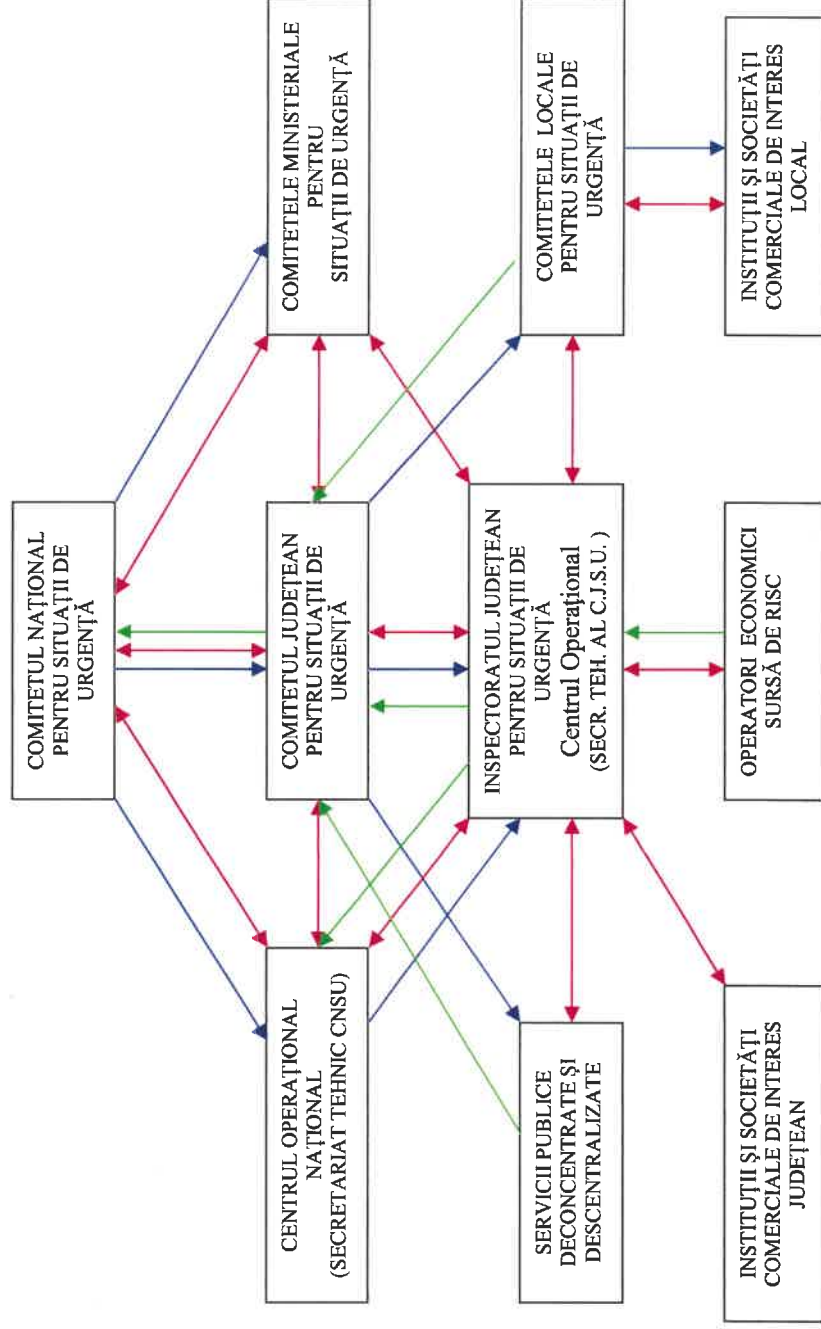 COMITETUL NAȚIONAL
PENTRU SITUAȚII DE
URGENȚĂ
CENTRUL OPERAȚIONAL
NAȚIONAL
(SECRETARIAT TEHNIC CNSU)
COMITETUL JUDEȚEAN
PENTRU SITUAȚII DE
URGENȚĂ
COMITETELE MINISTERIALE
PENTRU
SITUAȚII DE URGENȚĂ
SERVICII PUBLICE
DECONCENTRATE ȘI
DESCENTRALIZATE
INSPECTORATUL JUDEȚEAN
PENTRU SITUAȚII DE
URGENȚĂ
Centrul Operațional
(SECR. TEH. AL C.J.S.U. )
COMITETELE LOCALE
PENTRU SITUAȚII DE
URGENȚĂ
INSTITUȚII ȘI SOCIETĂȚI
COMERCIALE DE INTERES
JUDEȚEAN
OPERATORI ECONOMICI
SURSĂ DE RISC
INSTITUȚII ȘI SOCIETĂȚI
COMERCIALE DE INTERES
LOCAL